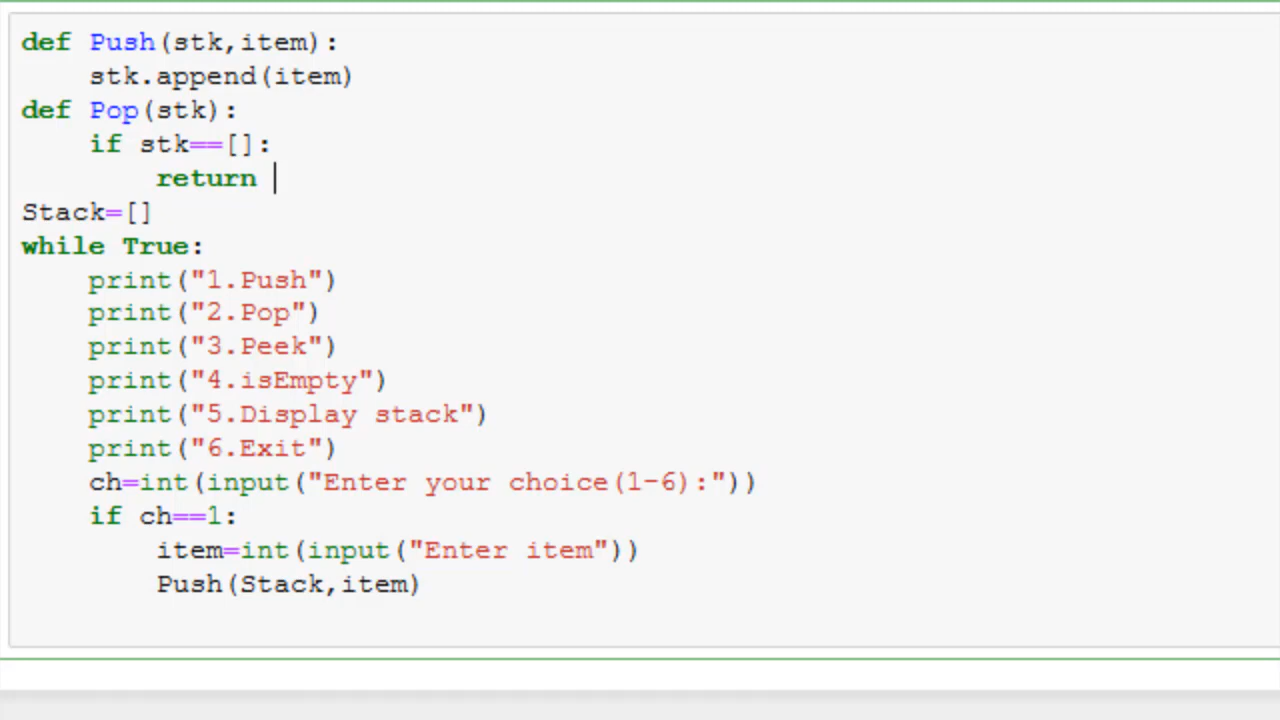 def Push(stk,item):
    stk.append(item)
def Pop(stk):
    if stk==[]:
        return
Stack=[]
while True:
    print("1.Push")
    print("2.Pop")
    print("3.Peek")
    print("4.isEmpty")
    print("5.Display stack")
    print("6.Exit")
    ch=int(input("Enter your choice(1-6):"))
    if ch==1:
        item=int(input("Enter item"))
        Push(Stack,item)